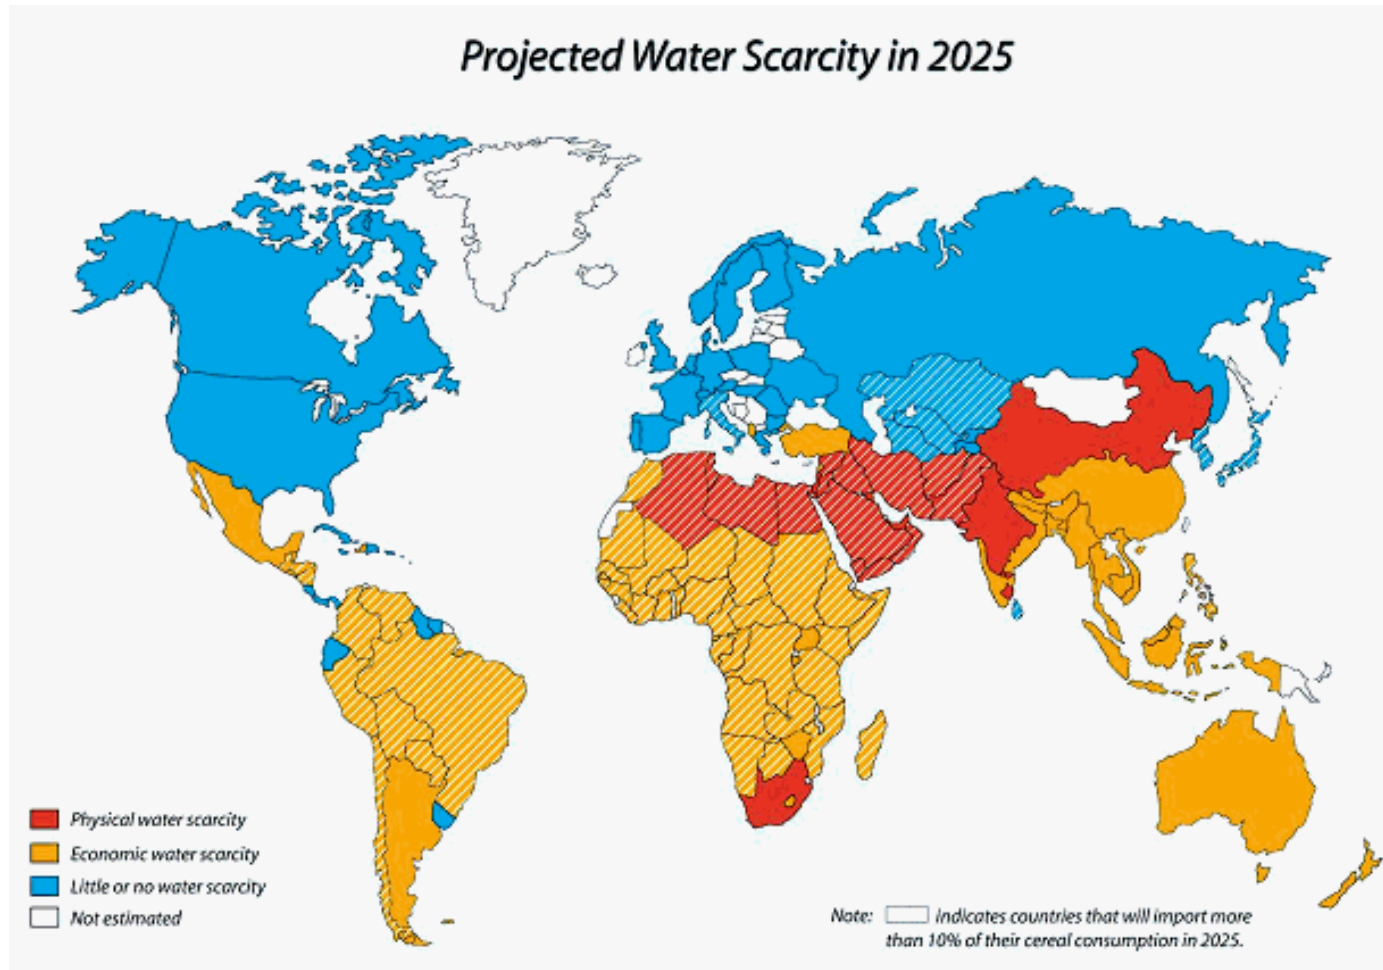 Projected Water Scarcity in 2025
Physical water scarcity
Economic water scarcity
Little or no water scarcity
Not estimated
Note: Indicates countries that will import more
than 10% of their cereal consumption in 2025.